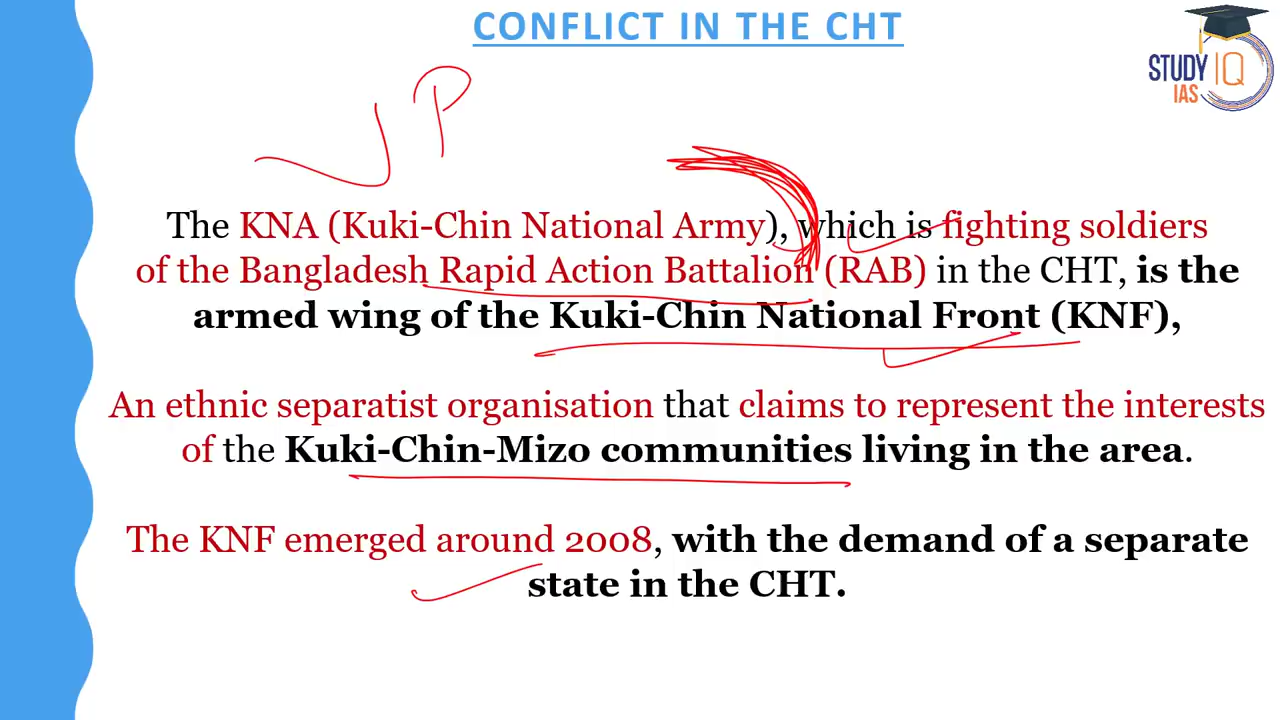 CONFLICT IN THE CHT
STUDY IQ
IAS
P
The KNA (Kuki-Chin National Army), which is fighting soldiers
of the Bangladesh Rapid Action Battalion (RAB) in the CHT, is the
armed wing of the Kuki-Chin National Front (KNF),
An ethnic separatist organisation that claims to represent the interests
of the Kuki-Chin-Mizo communities living in the area.
The KNF emerged around 2008, with the demand of a separate
state in the CHT.